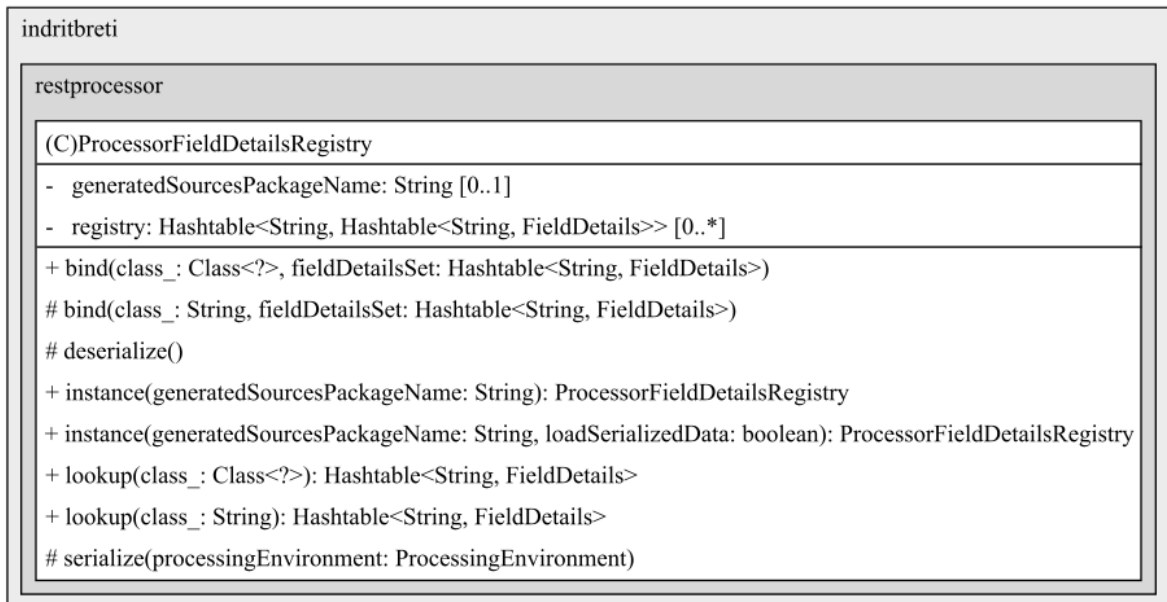 indritbreti
restprocessor
(C)ProcessorFieldDetailsRegistry
- generatedSourcesPackageName: String [0..1]
- registry: Hashtable<String, Hashtable<String, FieldDetails>> [0..*]
+ bind(class_: Class<?>, fieldDetailsSet: Hashtable<String, FieldDetails>)
# bind(class_: String, fieldDetailsSet: Hashtable<String, FieldDetails>)
# deserialize()
+ instance(generatedSourcesPackageName: String): ProcessorFieldDetailsRegistry
+ instance(generatedSourcesPackageName: String, loadSerializedData: boolean): ProcessorFieldDetailsRegistry
+ lookup(class_: Class<?>): Hashtable<String, FieldDetails>
+ lookup(class_: String): Hashtable<String, FieldDetails>
# serialize(processingEnvironment: ProcessingEnvironment)